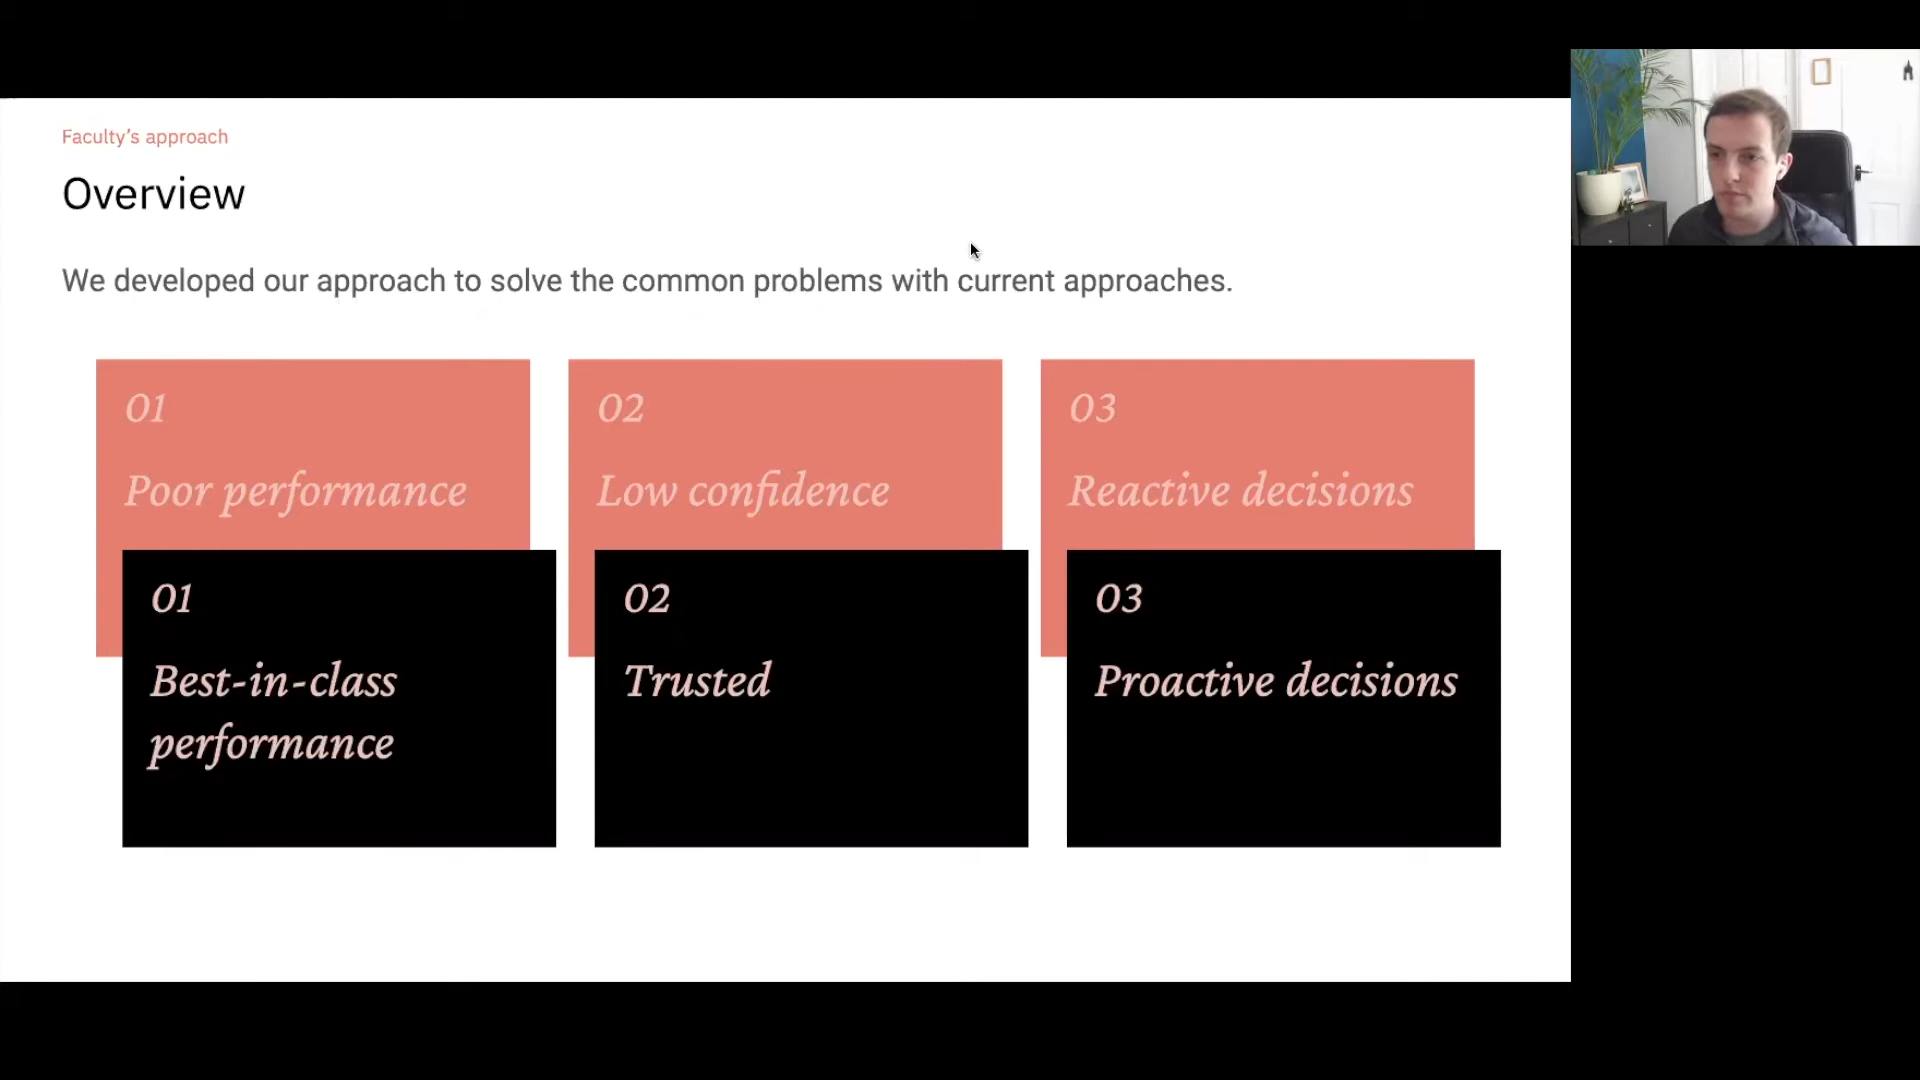 Faculty’s approach
Overview
We developed our approach to solve the common problems with current approaches.
01
Poor performance
02
Low confidence
03
Reactive decisions
01
Best-in-class
performance
02
Trusted
03
Proactive decisions